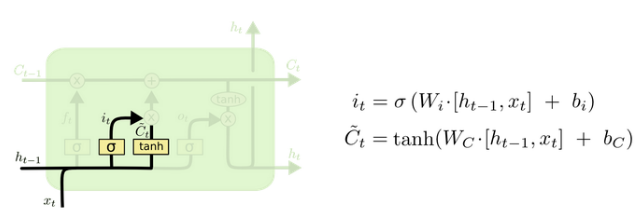 h_t
C_{t-1}
C_t
tanh
f_t
i_t
C̃_t
o_t
σ
σ
tanh
σ
h_{t-1}
h_t
x_t
i_t = σ (W_i·[h_{t-1}, x_t] + b_i)
C̃_t = tanh(W_C·[h_{t-1}, x_t] + b_C)